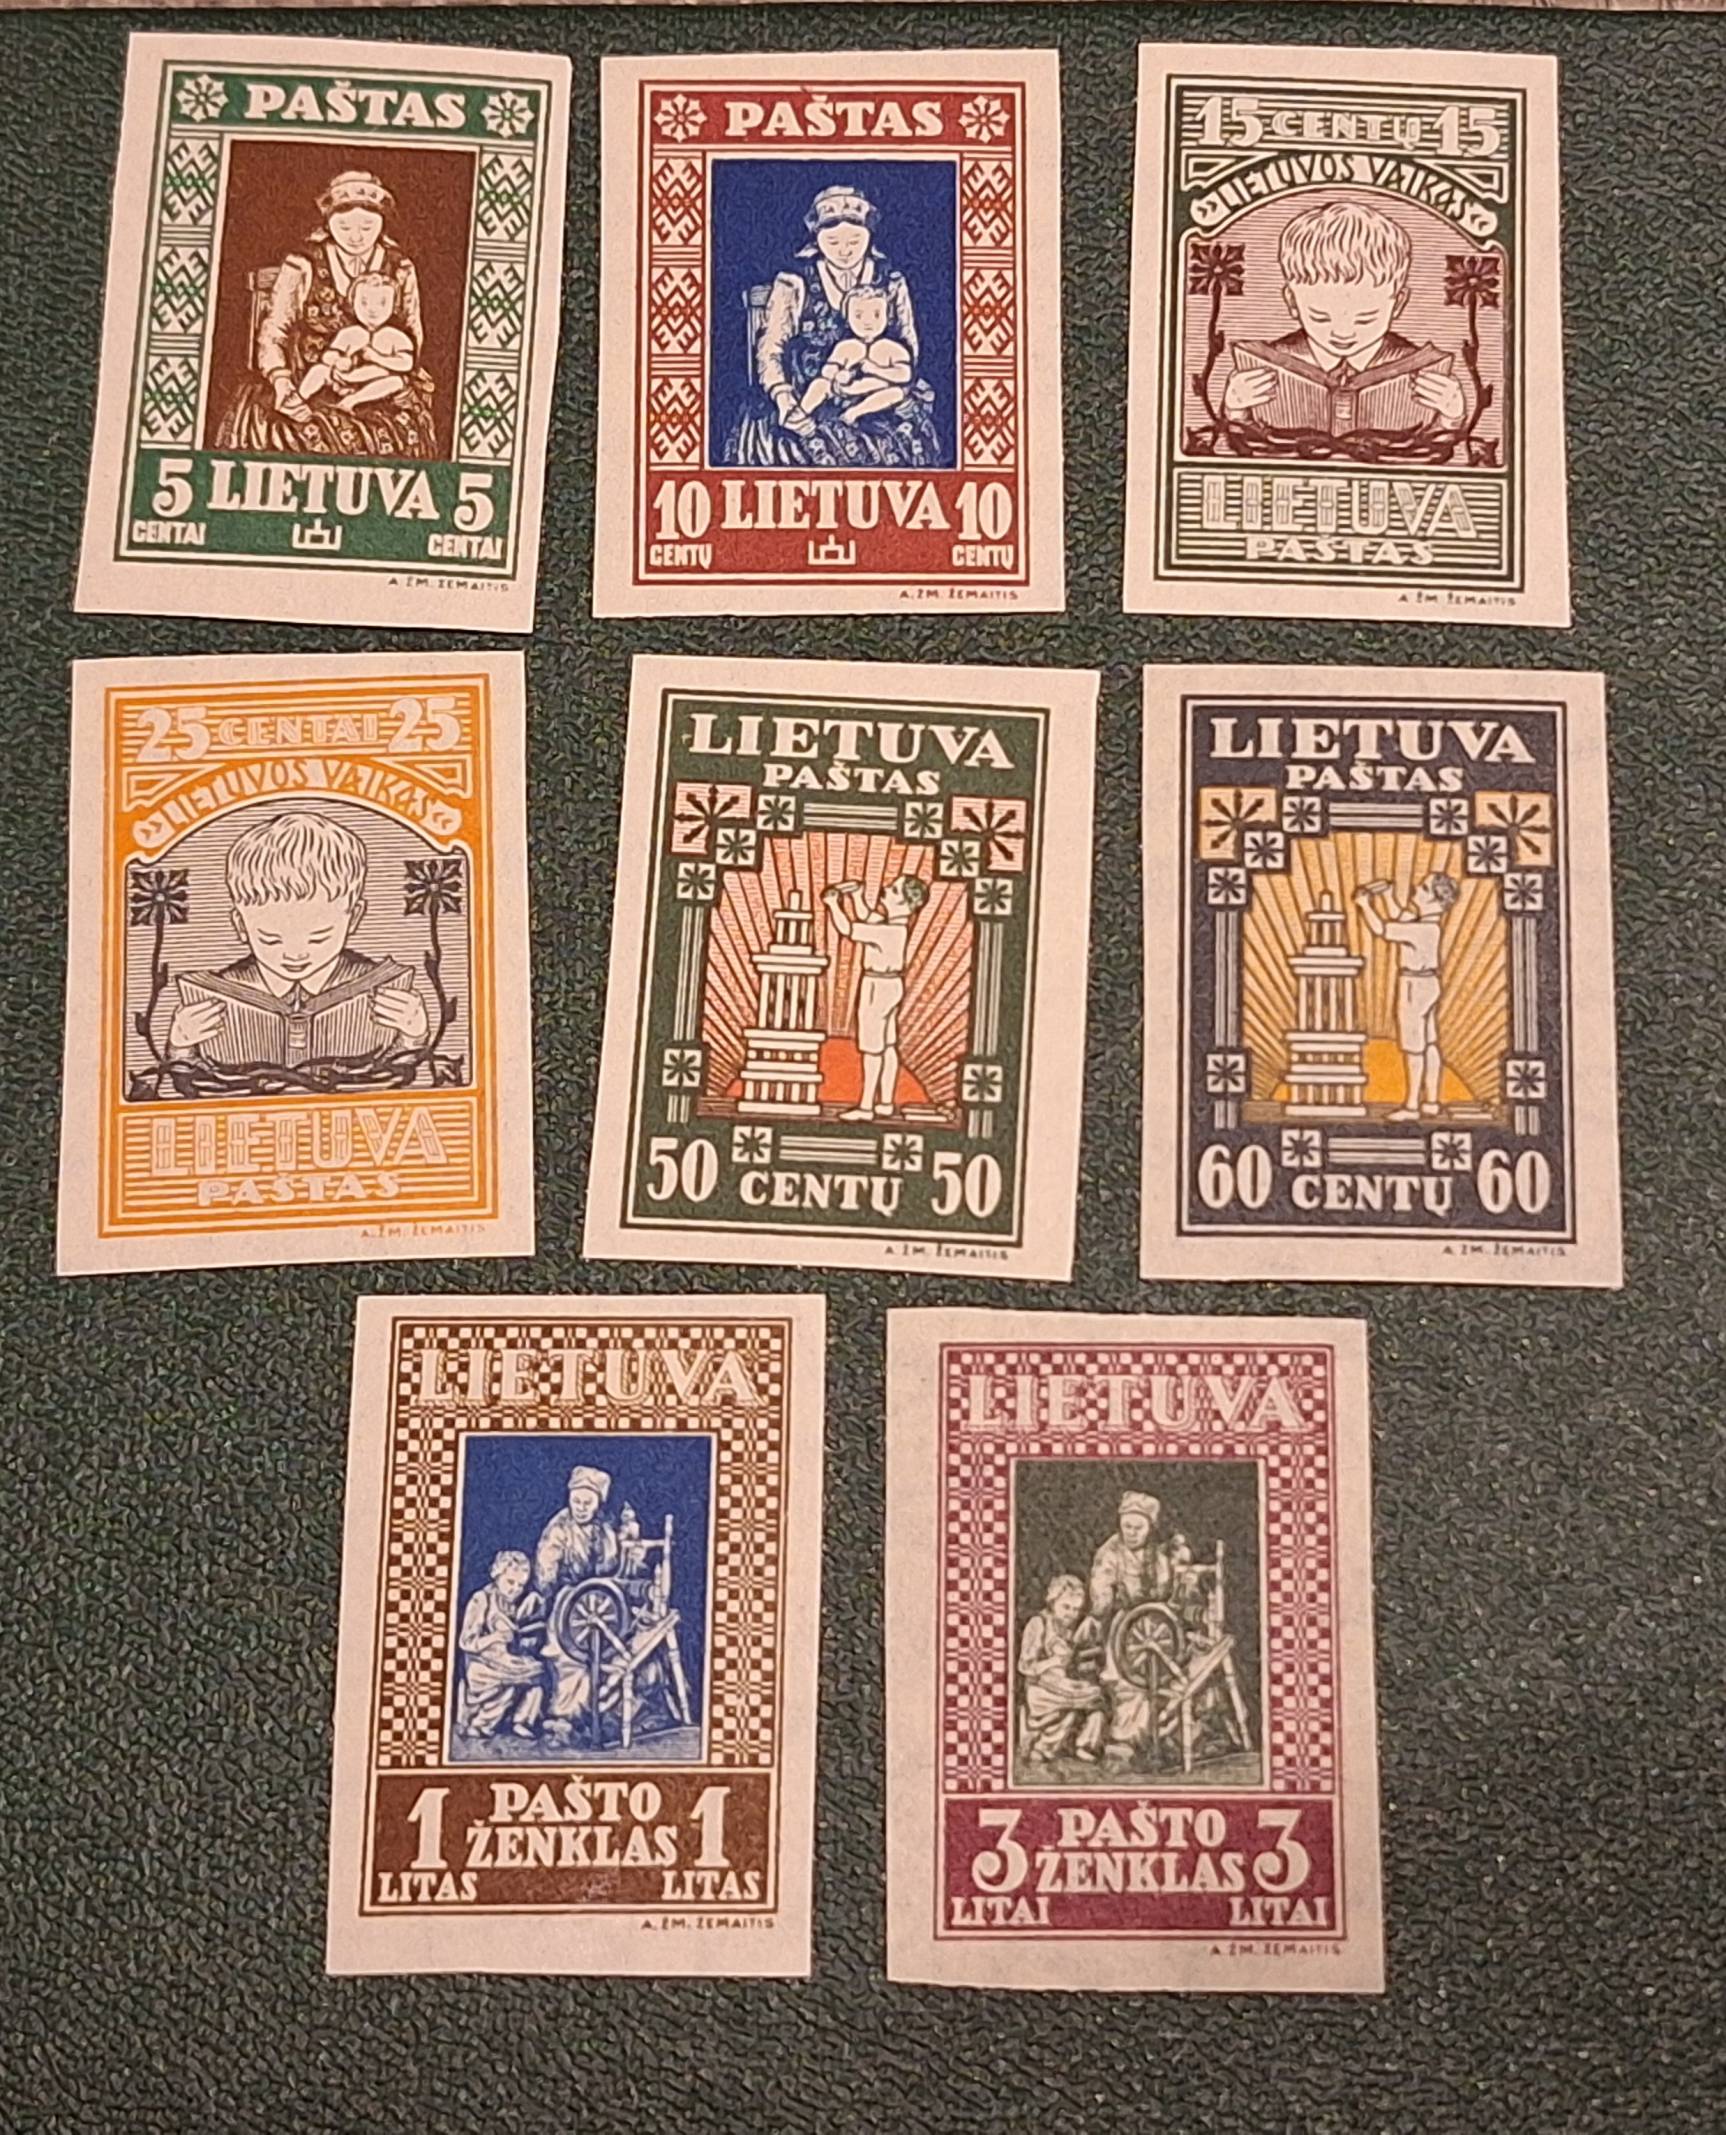 PAŠTAS
5 LIETUVA 5
CENTAI CENTAI
A. ŽM. ŽEMAITIS
PAŠTAS
10 LIETUVA 10
CENTŲ CENTŲ
A. ŽM. ŽEMAITIS
15 CENTŲ 15
LIETUVOS VAIKAS
LIETUVA
PAŠTAS
A. ŽM. ŽEMAITIS
25 CENTAI 25
LIETUVOS VAIKAS
LIETUVA
PAŠTAS
A. ŽM. ŽEMAITIS
LIETUVA
PAŠTAS
50 CENTŲ 50
A. ŽM. ŽEMAITIS
LIETUVA
PAŠTAS
60 CENTŲ 60
A. ŽM. ŽEMAITIS
LIETUVA
1 PAŠTO 1
ŽENKLAS
LITAS LITAS
A. ŽM. ŽEMAITIS
LIETUVA
3 PAŠTO 3
ŽENKLAS
LITAI LITAI
A. ŽM. ŽEMAITIS